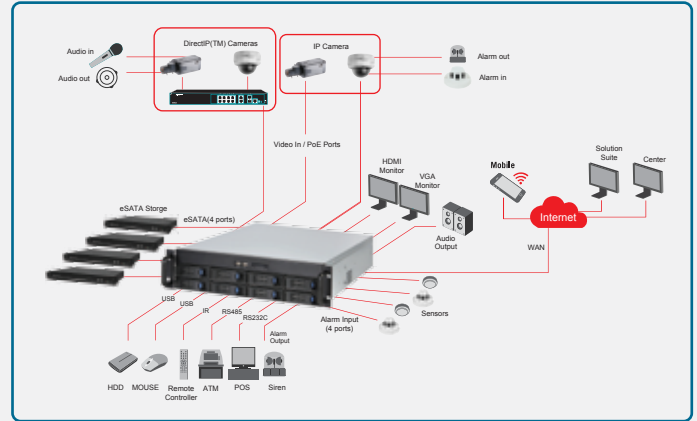 DirectIP(TM) Cameras
IP Camera
Audio in
Audio out
Alarm out
Alarm in
Video In / PoE Ports
HDMI
Monitor
VGA
Monitor
Mobile
Solution
Suite
Center
Internet
eSATA Storge
eSATA(4 ports)
Audio
Output
WAN
USB
USB
IR
RS485
RS232C
Alarm
Output
Alarm Input
(4 ports)
Sensors
HDD
MOUSE
Remote
Controller
ATM
POS
Siren